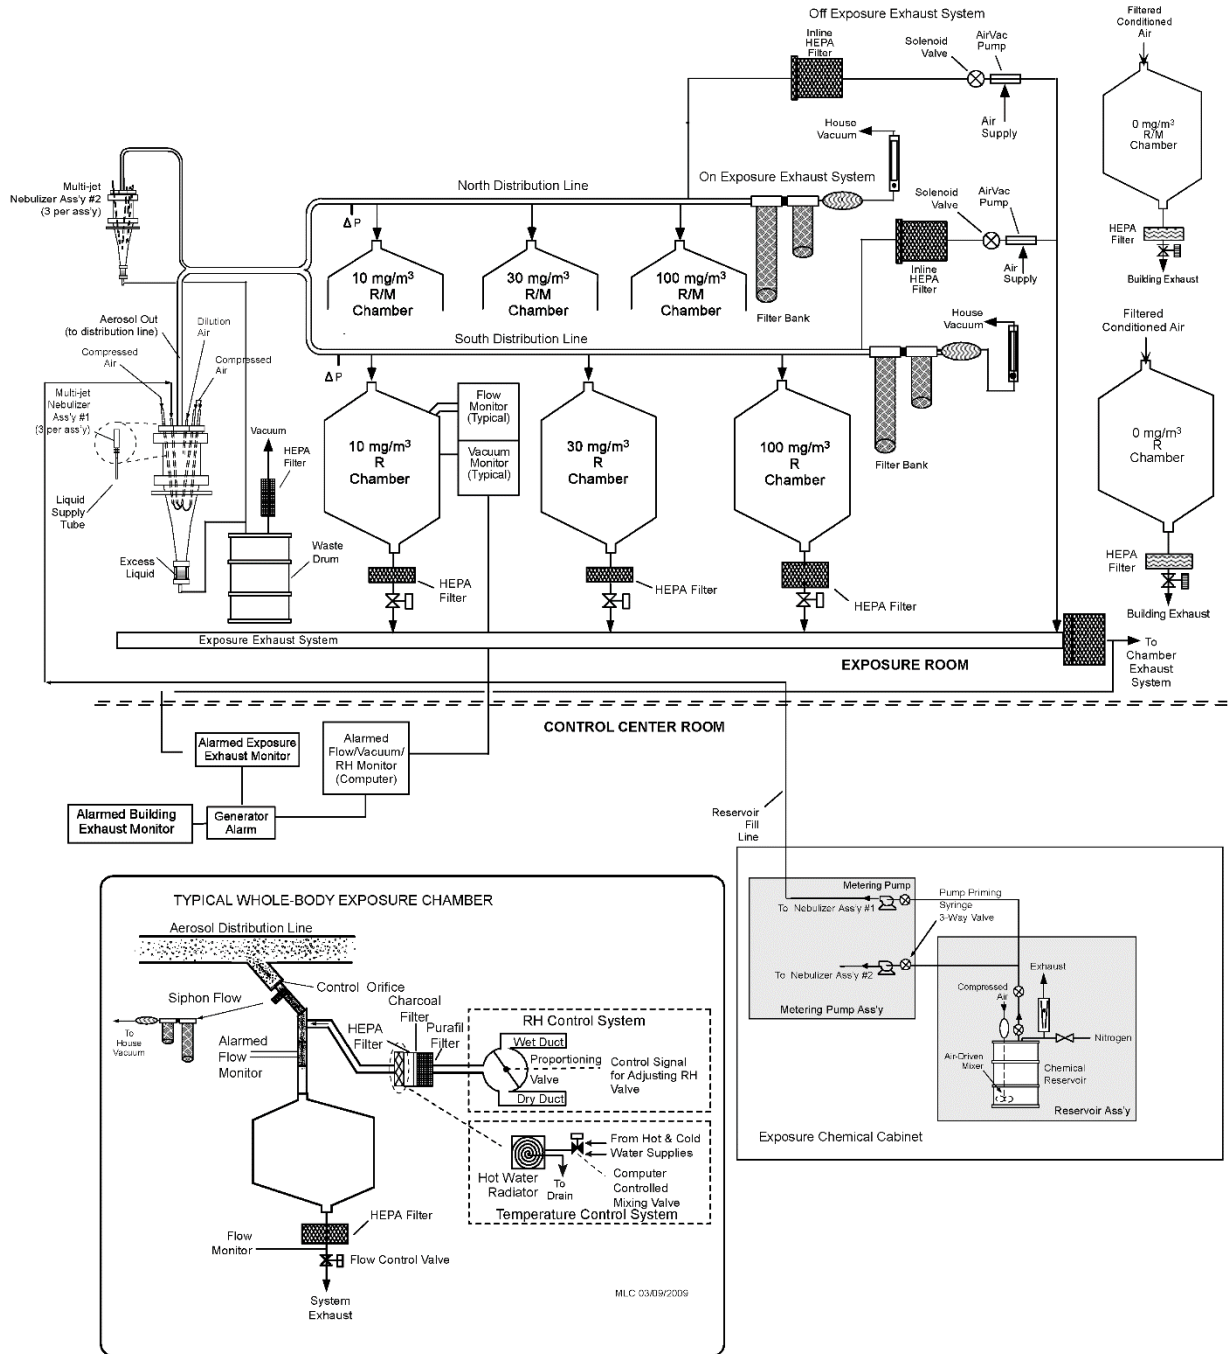 Off Exposure Exhaust System
Inline
HEPA
Filter
Solenoid
Valve
AirVac
Pump
Air
Supply
Filtered
Conditioned
Air
0 mg/m³
R/M
Chamber
HEPA
Filter
Building Exhaust
House
Vacuum
Multi-jet
Nebulizer Ass'y #2
(3 per ass'y)
North Distribution Line
On Exposure Exhaust System
Solenoid
Valve
AirVac
Pump
Δ P
10 mg/m³
R/M
Chamber
30 mg/m³
R/M
Chamber
100 mg/m³
R/M
Chamber
Filter Bank
Inline
HEPA
Filter
Air
Supply
House
Vacuum
Filtered
Conditioned Air
Aerosol Out
(to distribution line)
Dilution
Air
Compressed
Air
Compressed
Air
South Distribution Line
Δ P
Multi-jet
Nebulizer
Ass'y #1
(3 per ass'y)
Vacuum
HEPA
Filter
Liquid
Supply
Tube
Excess
Liquid
Waste
Drum
10 mg/m³
R
Chamber
Flow
Monitor
(Typical)
Vacuum
Monitor
(Typical)
30 mg/m³
R
Chamber
100 mg/m³
R
Chamber
Filter Bank
0 mg/m³
R
Chamber
HEPA
Filter
HEPA Filter
HEPA Filter
HEPA
Filter
Building Exhaust
Exposure Exhaust System
To
Chamber
Exhaust
System
EXPOSURE ROOM
CONTROL CENTER ROOM
Alarmed Exposure
Exhaust Monitor
Alarmed
Flow/Vacuum/
RH Monitor
(Computer)
Alarmed Building
Exhaust Monitor
Generator
Alarm
Reservoir
Fill
Line
Metering Pump
To Nebulizer Ass'y #1
Pump Priming
Syringe
3-Way Valve
To Nebulizer Ass'y #2
Metering Pump Ass'y
Exhaust
Compressed
Air
Nitrogen
Air-Driven
Mixer
Chemical
Reservoir
Reservoir Ass'y
Exposure Chemical Cabinet
TYPICAL WHOLE-BODY EXPOSURE CHAMBER
Aerosol Distribution Line
Control Orifice
Siphon Flow
To
House
Vacuum
Alarmed
Flow
Monitor
HEPA
Filter
Charcoal
Filter
Purafil
Filter
RH Control System
Wet Duct
Proportioning
Valve
Dry Duct
Control Signal
for Adjusting RH
Valve
From Hot & Cold
Water Supplies
Hot Water
Radiator
To
Drain
Computer
Controlled
Mixing Valve
Temperature Control System
HEPA Filter
Flow
Monitor
Flow Control Valve
System
Exhaust
MLC 03/09/2009